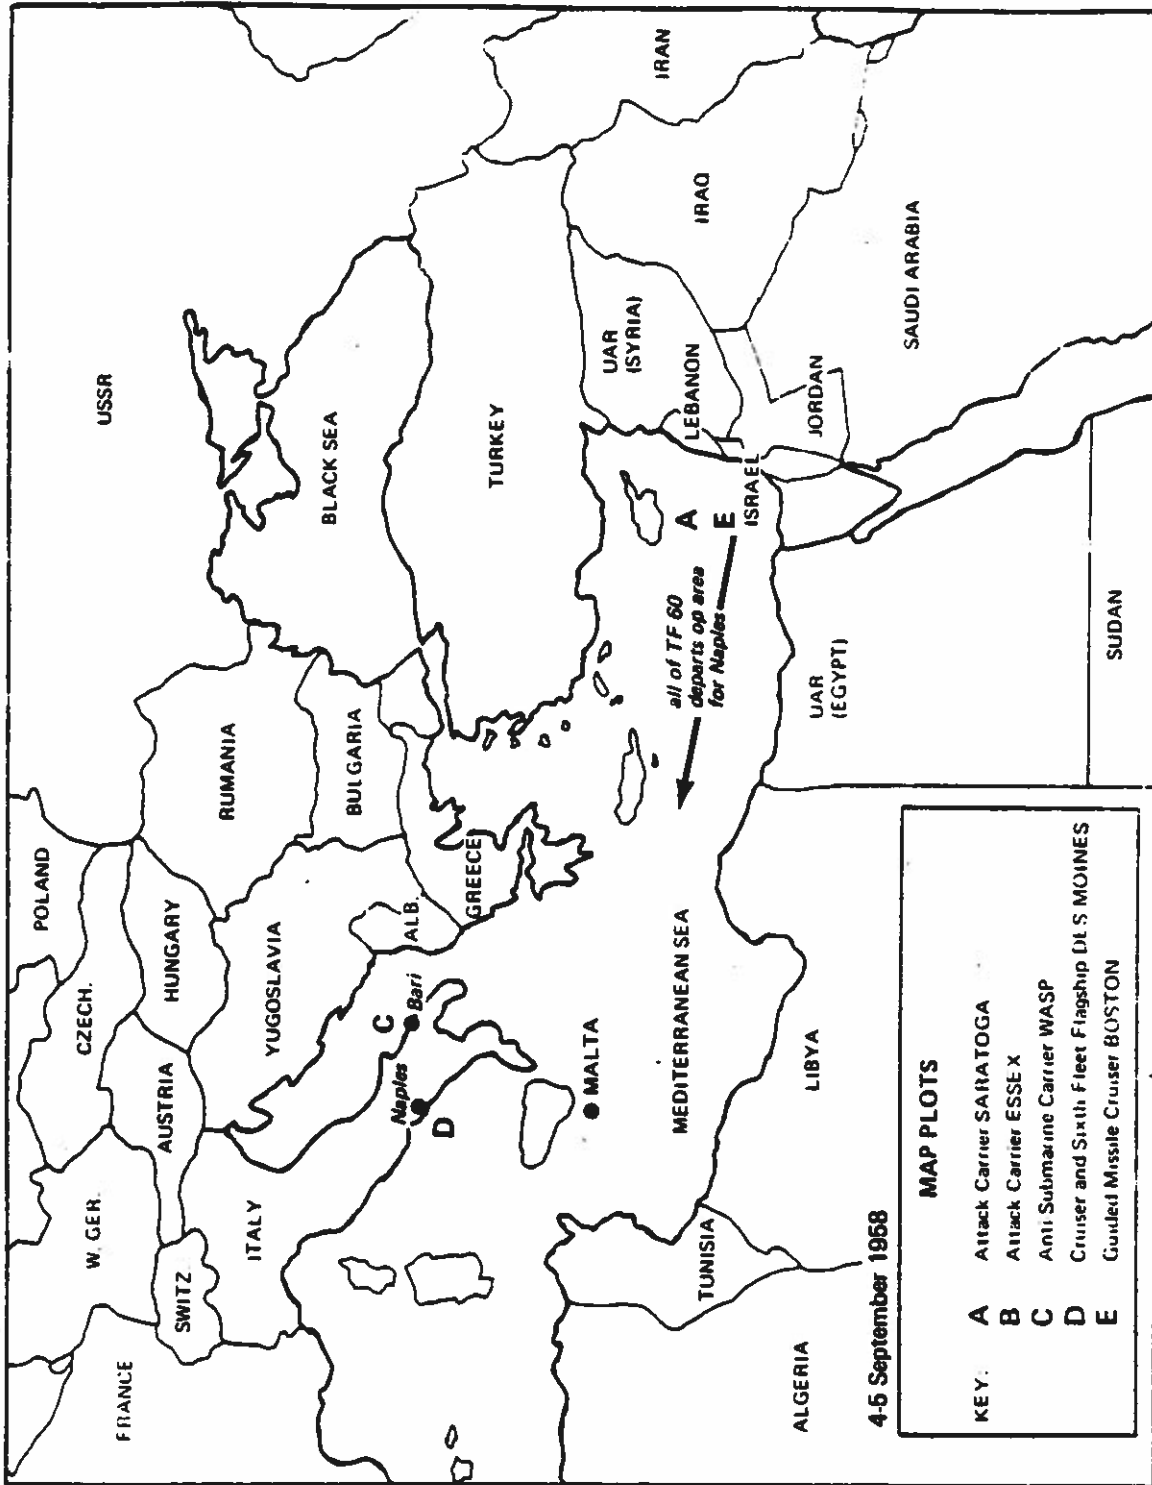 USSR
POLAND
W. GER.
CZECH.
FRANCE
AUSTRIA
HUNGARY
RUMANIA
SWITZ
ITALY
YUGOSLAVIA
BULGARIA
BLACK SEA
ALB.
GREECE
TURKEY
IRAN
C
Bari
Naples
D
MALTA
MEDITERRANEAN SEA
UAR
(SYRIA)
IRAQ
LEBANON
A
E
ISRAEL
JORDAN
SAUDI ARABIA
all of TF 60
departs op area
for Naples
TUNISIA
ALGERIA
LIBYA
UAR
(EGYPT)
SUDAN
4-5 September 1958
MAP PLOTS
KEY: A Attack Carrier SARATOGA
B Attack Carrier ESSEX
C Anti Submarine Carrier WASP
D Cruiser and Sixth Fleet Flagship DES MOINES
E Guided Missile Cruiser BOSTON